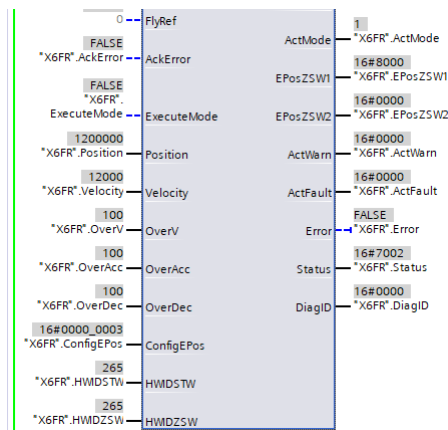 0
FlyRef
FALSE
"X6FR".AckError
AckError
FALSE
"X6FR".
ExecuteMode
ExecuteMode
1200000
"X6FR".Position
Position
12000
"X6FR".Velocity
Velocity
100
"X6FR".OverV
OverV
100
"X6FR".OverAcc
OverAcc
100
"X6FR".OverDec
OverDec
16#0000_0003
"X6FR".ConfigEPos
ConfigEPos
265
"X6FR".HWIDSTW
HWIDSTW
265
"X6FR".HWIDZSW
HWIDZSW
1
ActMode
"X6FR".ActMode
16#8000
EPosZSW1
"X6FR".EPosZSW1
16#0000
EPosZSW2
"X6FR".EPosZSW2
16#0000
ActWarn
"X6FR".ActWarn
16#0000
ActFault
"X6FR".ActFault
FALSE
Error
"X6FR".Error
16#7002
Status
"X6FR".Status
16#0000
DiagID
"X6FR".DiagID